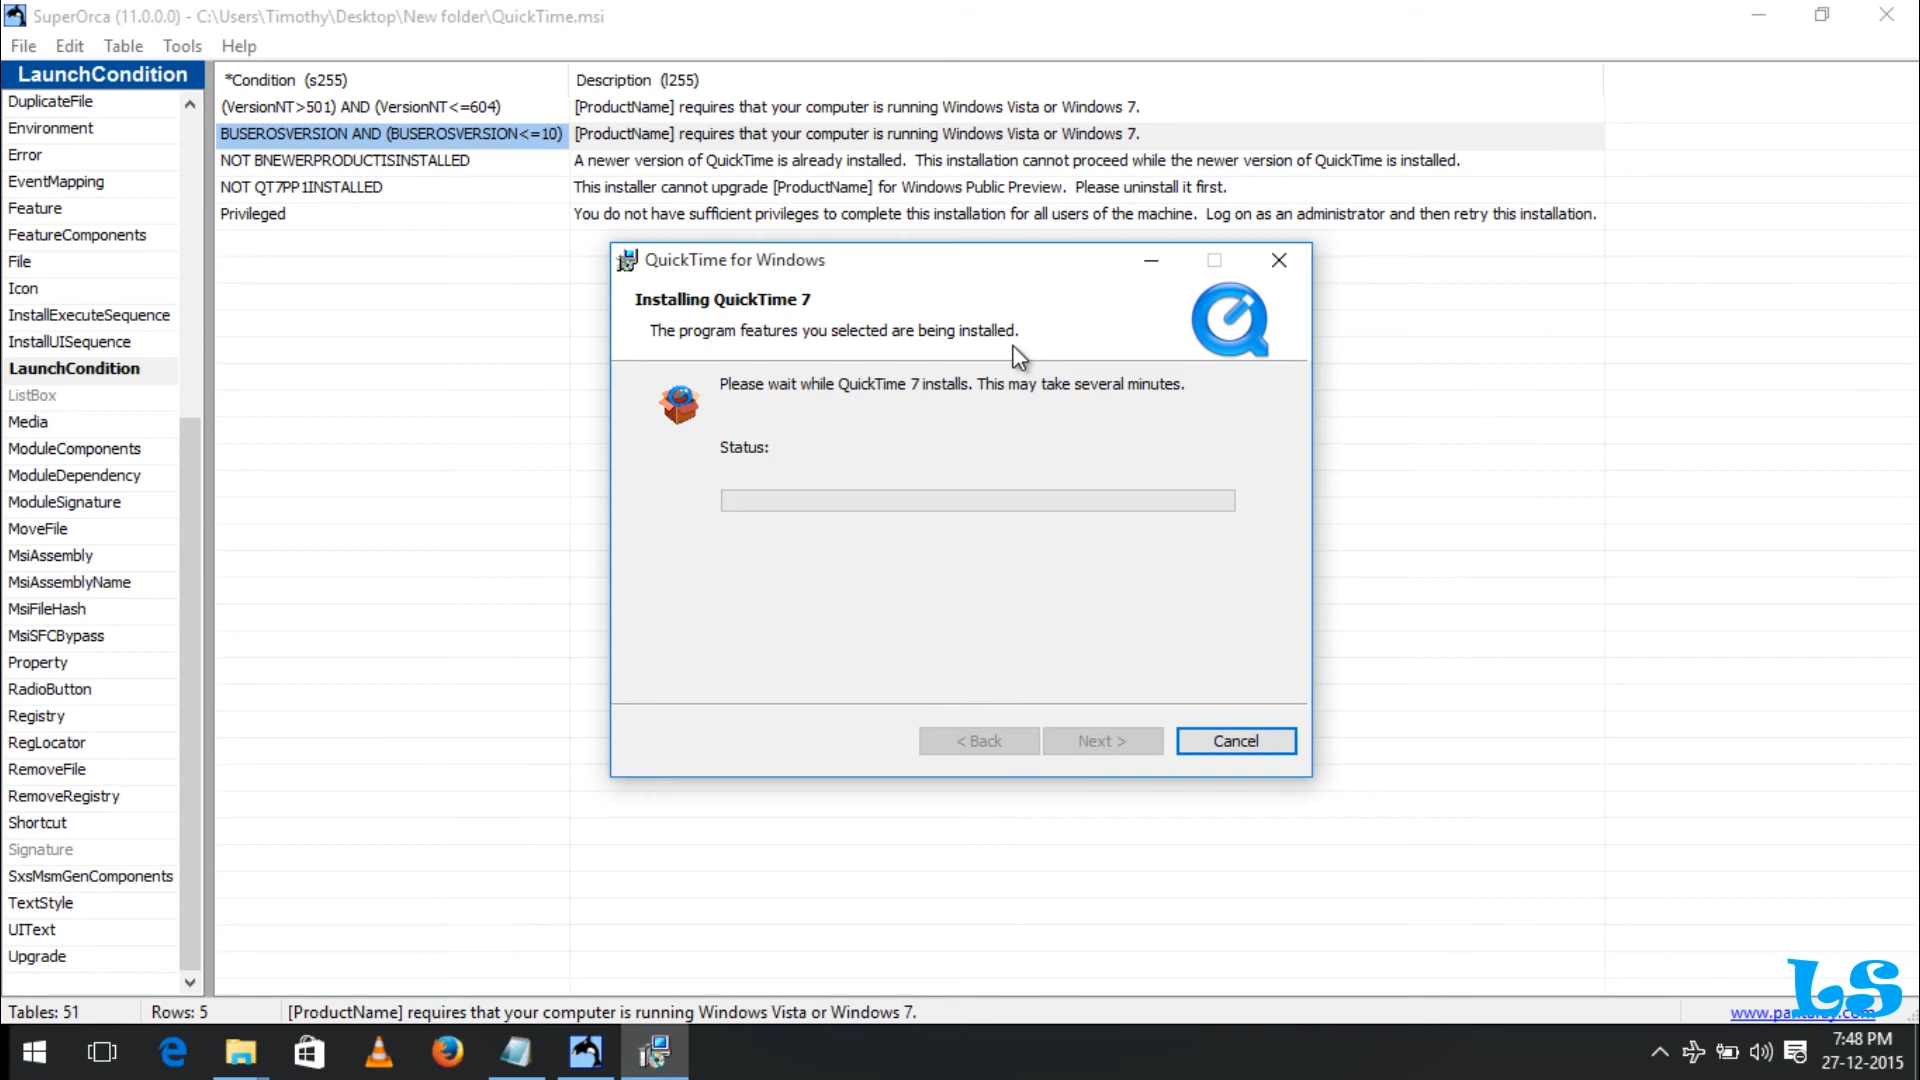 SuperOrca (11.0.0.0) - C:\Users\Timothy\Desktop\New folder\QuickTime.msi
File Edit Table Tools Help
LaunchCondition
DuplicateFile
Environment
Error
EventMapping
Feature
FeatureComponents
File
Icon
InstallExecuteSequence
InstallUISequence
LaunchCondition
ListBox
Media
ModuleComponents
ModuleDependency
ModuleSignature
MoveFile
MsiAssembly
MsiAssemblyName
MsiFileHash
MsiSFCBypass
Property
RadioButton
Registry
RegLocator
RemoveFile
RemoveRegistry
Shortcut
Signature
SxsMsmGenComponents
TextStyle
UIText
Upgrade
*Condition (s255) Description (l255)
(VersionNT>501) AND (VersionNT<=604) [ProductName] requires that your computer is running Windows Vista or Windows 7.
BUSEROSVERSION AND (BUSEROSVERSION<=10) [ProductName] requires that your computer is running Windows Vista or Windows 7.
NOT BNEWERPRODUCTISINSTALLED A newer version of QuickTime is already installed. This installation cannot proceed while the newer version of QuickTime is installed.
NOT QT7PP1INSTALLED This installer cannot upgrade [ProductName] for Windows Public Preview. Please uninstall it first.
Privileged You do not have sufficient privileges to complete this installation for all users of the machine. Log on as an administrator and then retry this installation.
QuickTime for Windows
Installing QuickTime 7
The program features you selected are being installed.
Please wait while QuickTime 7 installs. This may take several minutes.
Status:
< Back Next > Cancel
Tables: 51 Rows: 5 [ProductName] requires that your computer is running Windows Vista or Windows 7.
LS
7:48 PM
27-12-2015